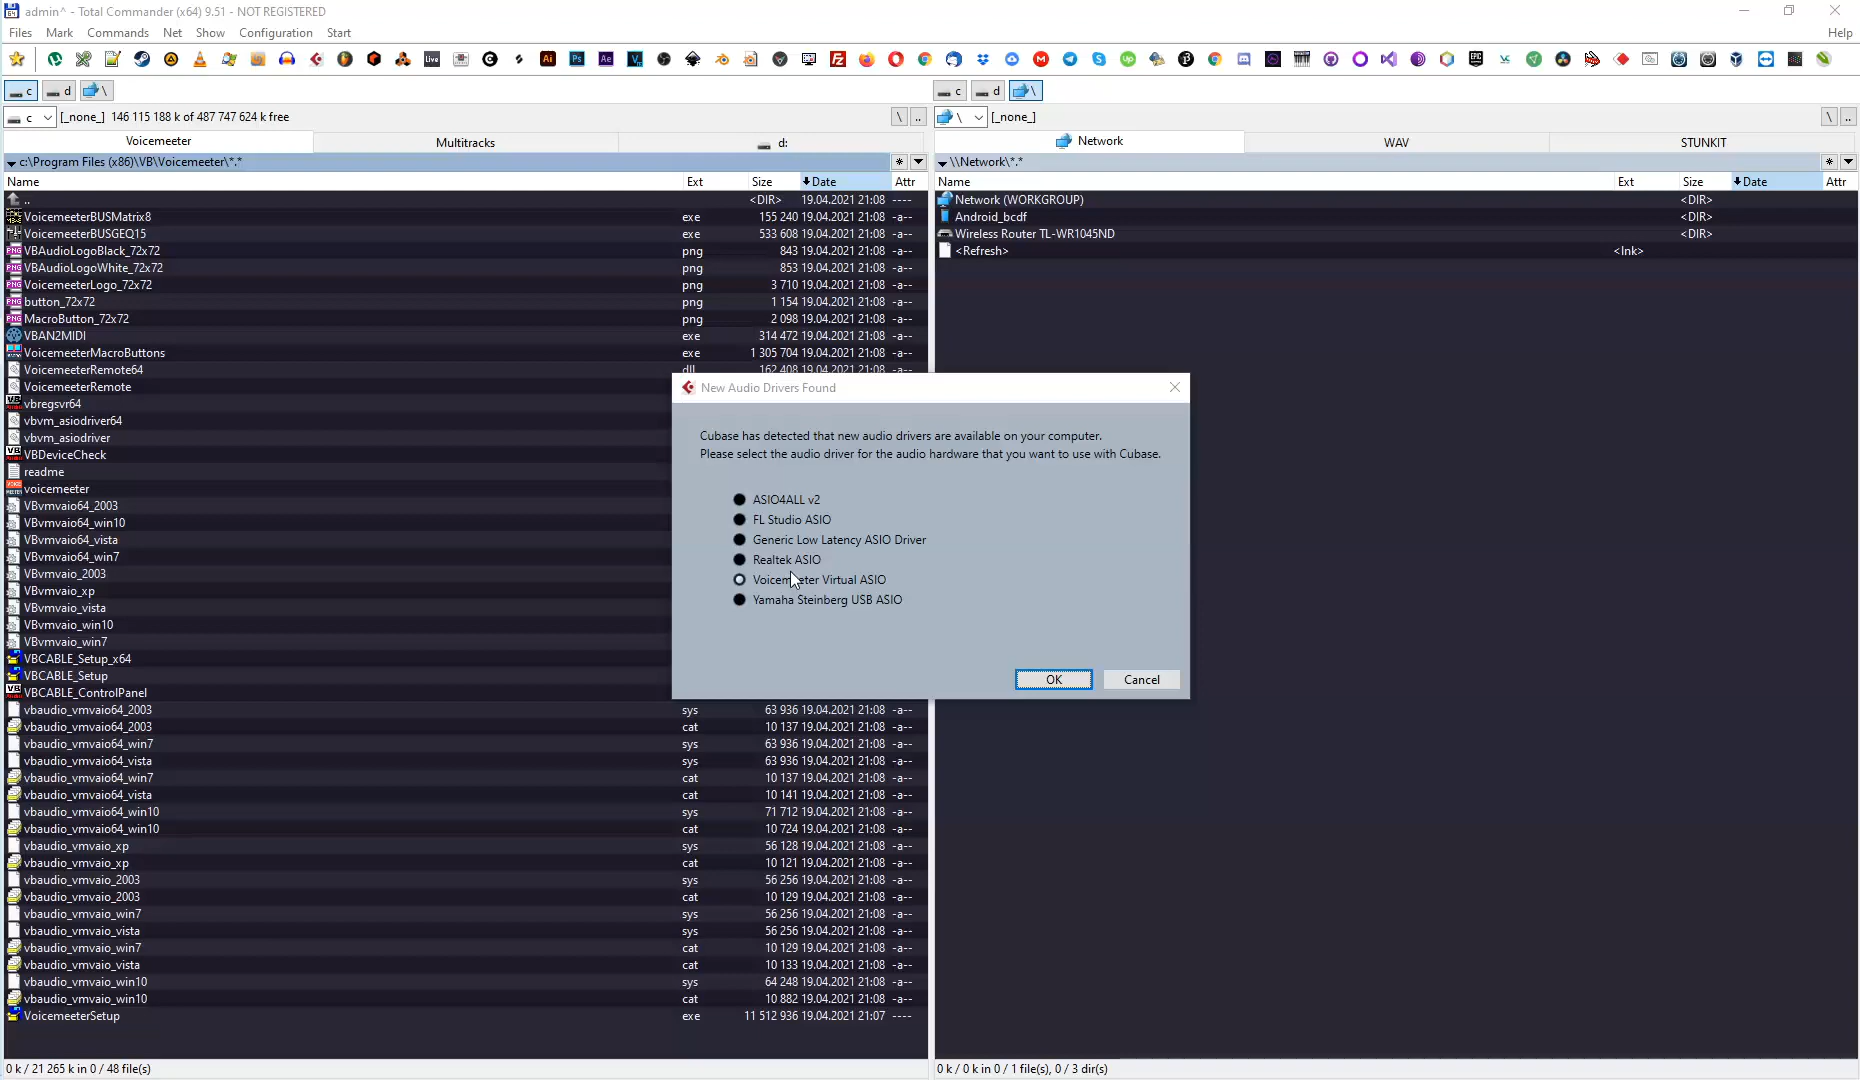 admin^ - Total Commander (x64) 9.51 - NOT REGISTERED
Files Mark Commands Net Show Configuration Start Help
c d \ c d \
c [_none_] 146 115 188 k of 487 747 624 k free \ .. \ [_none_] \ ..
Voicemeeter Multitracks d: Network WAV STUNKIT
c:\Program Files (x86)\VB\Voicemeeter\*.* * \\Network\*.* *
Name Ext Size Date Attr Name Ext Size Date Attr
.. <DIR> 19.04.2021 21:08 ---- Network (WORKGROUP) <DIR>
VoicemeeterBUSMatrix8 exe 155 240 19.04.2021 21:08 -a-- Android_bcdf <DIR>
VoicemeeterBUSGEQ15 exe 533 608 19.04.2021 21:08 -a-- Wireless Router TL-WR1045ND <DIR>
VBAudioLogoBlack_72x72 png 843 19.04.2021 21:08 -a-- <Refresh> <lnk>
VBAudioLogoWhite_72x72 png 853 19.04.2021 21:08 -a--
VoicemeeterLogo_72x72 png 3 710 19.04.2021 21:08 -a--
button_72x72 png 1 154 19.04.2021 21:08 -a--
MacroButton_72x72 png 2 098 19.04.2021 21:08 -a--
VBAN2MIDI exe 314 472 19.04.2021 21:08 -a--
VoicemeeterMacroButtons exe 1 305 704 19.04.2021 21:08 -a--
VoicemeeterRemote64 dll 162 408 19.04.2021 21:08 -a--
VoicemeeterRemote
vbregsvr64
vbvm_asiodriver64
vbvm_asiodriver
VBDeviceCheck
readme
voicemeeter
VBvmvaio64_2003
VBvmvaio64_win10
VBvmvaio64_vista
VBvmvaio64_win7
VBvmvaio_2003
VBvmvaio_xp
VBvmvaio_vista
VBvmvaio_win10
VBvmvaio_win7
VBCABLE_Setup_x64
VBCABLE_Setup
VBCABLE_ControlPanel
New Audio Drivers Found
Cubase has detected that new audio drivers are available on your computer.
Please select the audio driver for the audio hardware that you want to use with Cubase.
ASIO4ALL v2
FL Studio ASIO
Generic Low Latency ASIO Driver
Realtek ASIO
Voicemeeter Virtual ASIO
Yamaha Steinberg USB ASIO
OK Cancel
vbaudio_vmvaio64_2003 sys 63 936 19.04.2021 21:08 -a--
vbaudio_vmvaio64_2003 cat 10 137 19.04.2021 21:08 -a--
vbaudio_vmvaio64_win7 sys 63 936 19.04.2021 21:08 -a--
vbaudio_vmvaio64_vista sys 63 936 19.04.2021 21:08 -a--
vbaudio_vmvaio64_win7 cat 10 137 19.04.2021 21:08 -a--
vbaudio_vmvaio64_vista cat 10 141 19.04.2021 21:08 -a--
vbaudio_vmvaio64_win10 sys 71 712 19.04.2021 21:08 -a--
vbaudio_vmvaio64_win10 cat 10 724 19.04.2021 21:08 -a--
vbaudio_vmvaio_xp sys 56 128 19.04.2021 21:08 -a--
vbaudio_vmvaio_xp cat 10 121 19.04.2021 21:08 -a--
vbaudio_vmvaio_2003 sys 56 256 19.04.2021 21:08 -a--
vbaudio_vmvaio_2003 cat 10 129 19.04.2021 21:08 -a--
vbaudio_vmvaio_win7 sys 56 256 19.04.2021 21:08 -a--
vbaudio_vmvaio_vista sys 56 256 19.04.2021 21:08 -a--
vbaudio_vmvaio_win7 cat 10 129 19.04.2021 21:08 -a--
vbaudio_vmvaio_vista cat 10 133 19.04.2021 21:08 -a--
vbaudio_vmvaio_win10 sys 64 248 19.04.2021 21:08 -a--
vbaudio_vmvaio_win10 cat 10 882 19.04.2021 21:08 -a--
VoicemeeterSetup exe 11 512 936 19.04.2021 21:07 ----
0 k / 21 265 k in 0 / 48 file(s) 0 k / 0 k in 0 / 1 file(s), 0 / 3 dir(s)